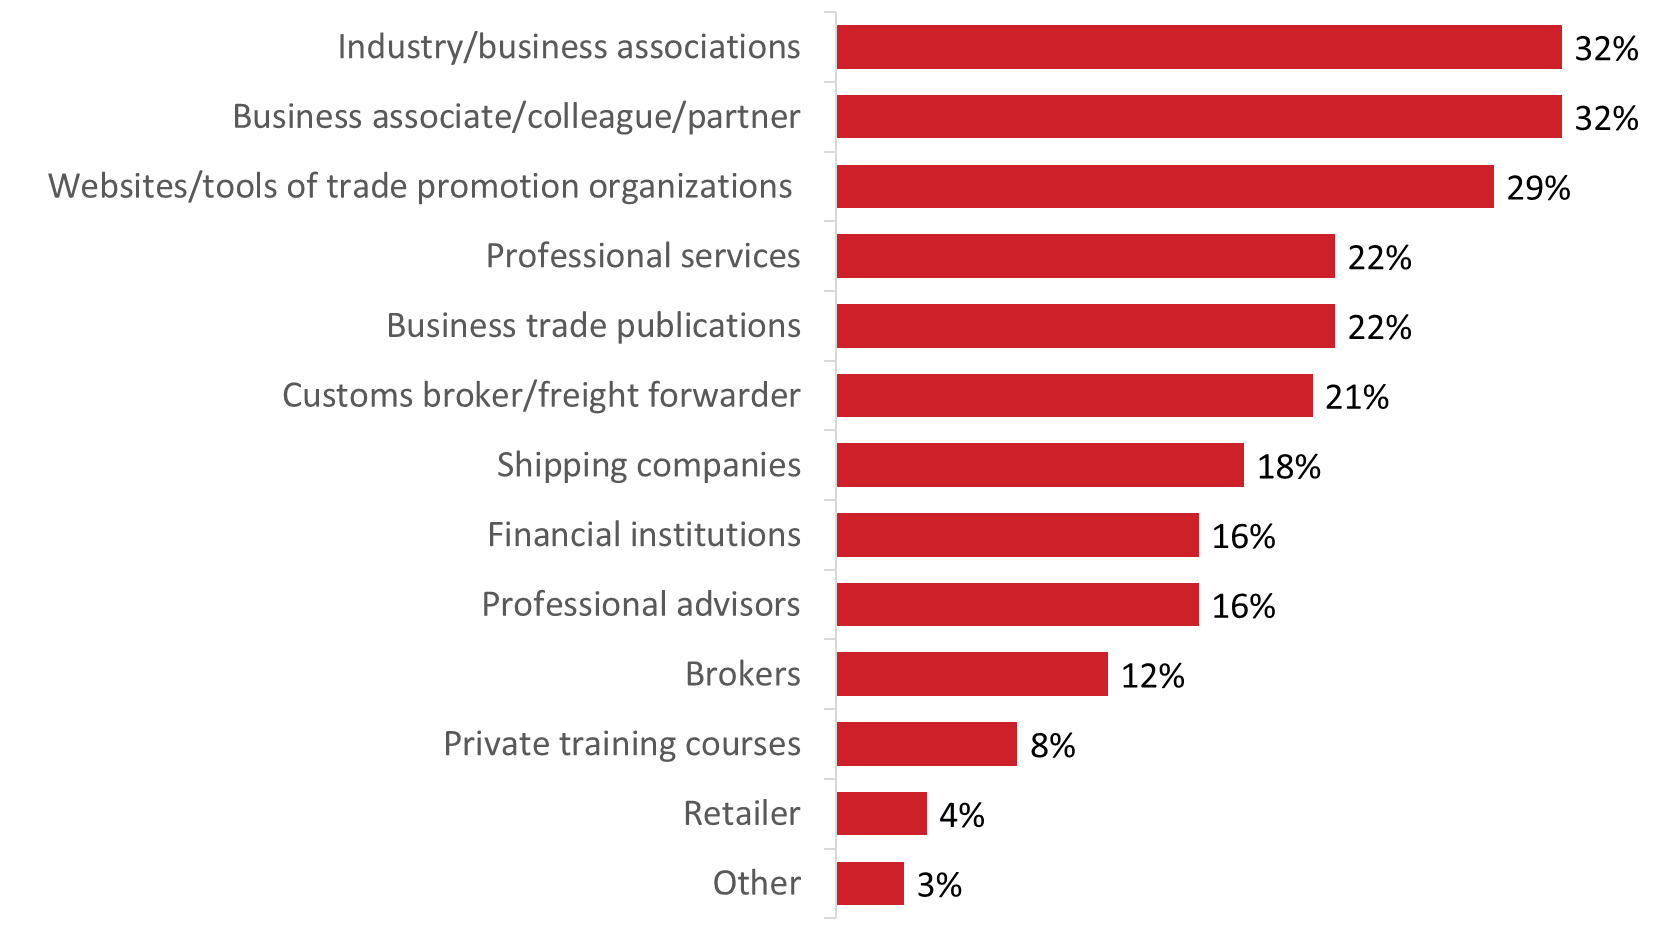 Industry/business associations 32%
Business associate/colleague/partner 32%
Websites/tools of trade promotion organizations 29%
Professional services 22%
Business trade publications 22%
Customs broker/freight forwarder 21%
Shipping companies 18%
Financial institutions 16%
Professional advisors 16%
Brokers 12%
Private training courses 8%
Retailer 4%
Other 3%